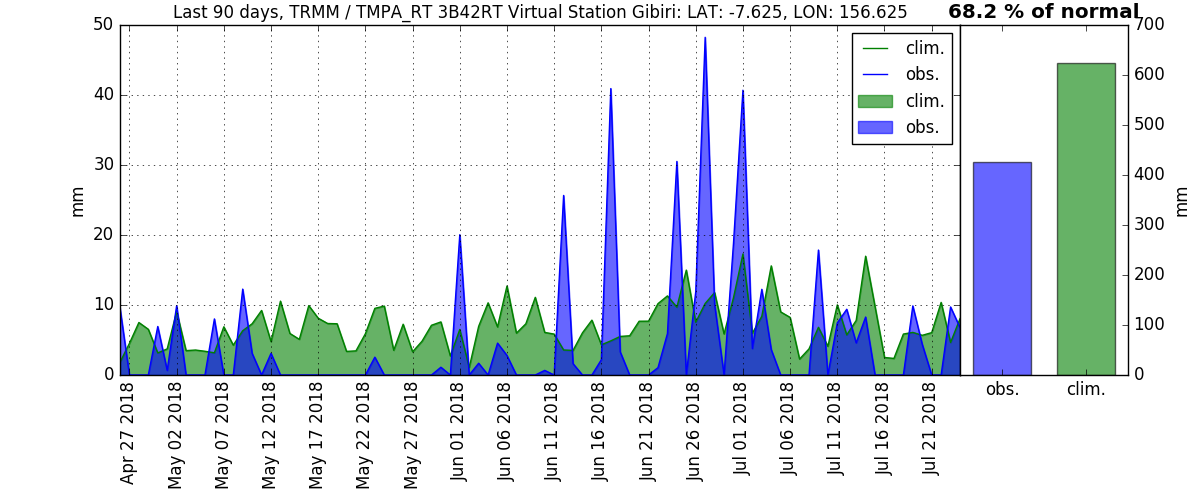 Last 90 days, TRMM / TMPA_RT 3B42RT Virtual Station Gibiri: LAT: -7.625, LON: 156.625
68.2 % of normal
50
40
30
20
10
0
mm
clim.
obs.
clim.
obs.
Apr 27 2018
May 02 2018
May 07 2018
May 12 2018
May 17 2018
May 22 2018
May 27 2018
Jun 01 2018
Jun 06 2018
Jun 11 2018
Jun 16 2018
Jun 21 2018
Jun 26 2018
Jul 01 2018
Jul 06 2018
Jul 11 2018
Jul 16 2018
Jul 21 2018
700
600
500
400
300
200
100
0
mm
obs.
clim.